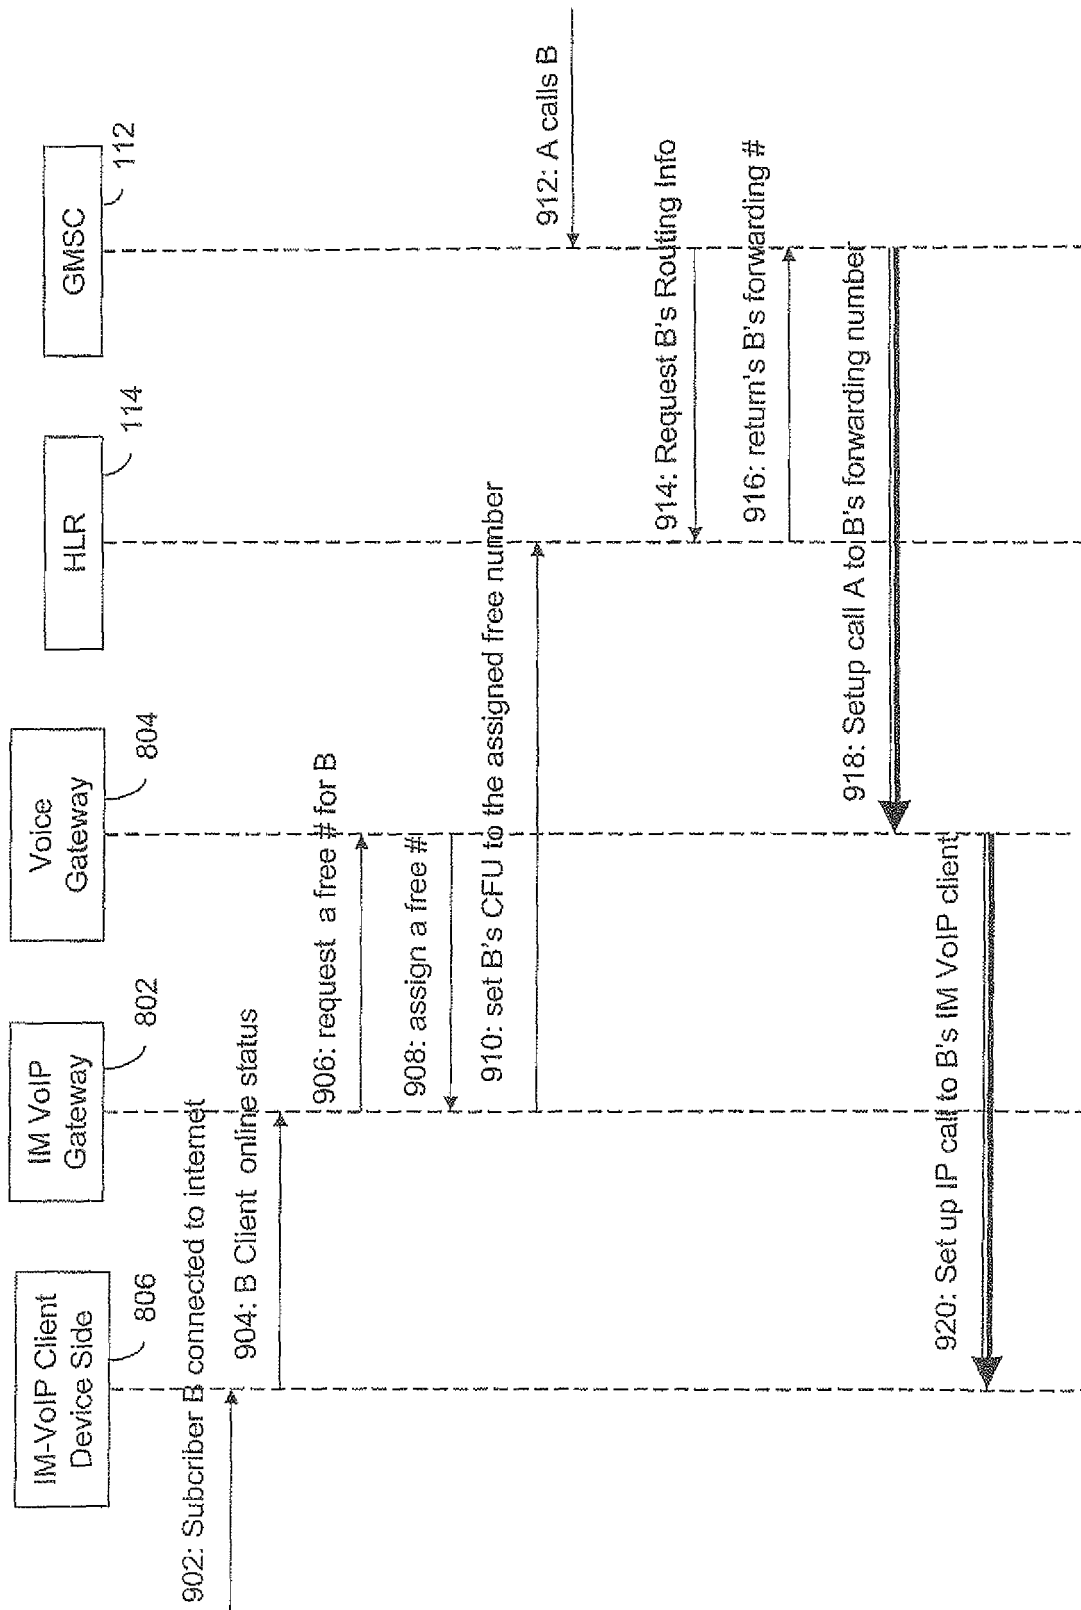 IM-VoIP Client
Device Side
806
IM VoIP
Gateway
802
Voice
Gateway
804
HLR
114
GMSC
112
902: Subcriber B connected to internet
904: B Client online status
906: request a free # for B
908: assign a free #
910: set B's CFU to the assigned free number
912: A calls B
914: Request B's Routing Info
916: return's B's forwarding #
918: Setup call A to B's forwarding number
920: Set up IP call to B's IM VoIP client